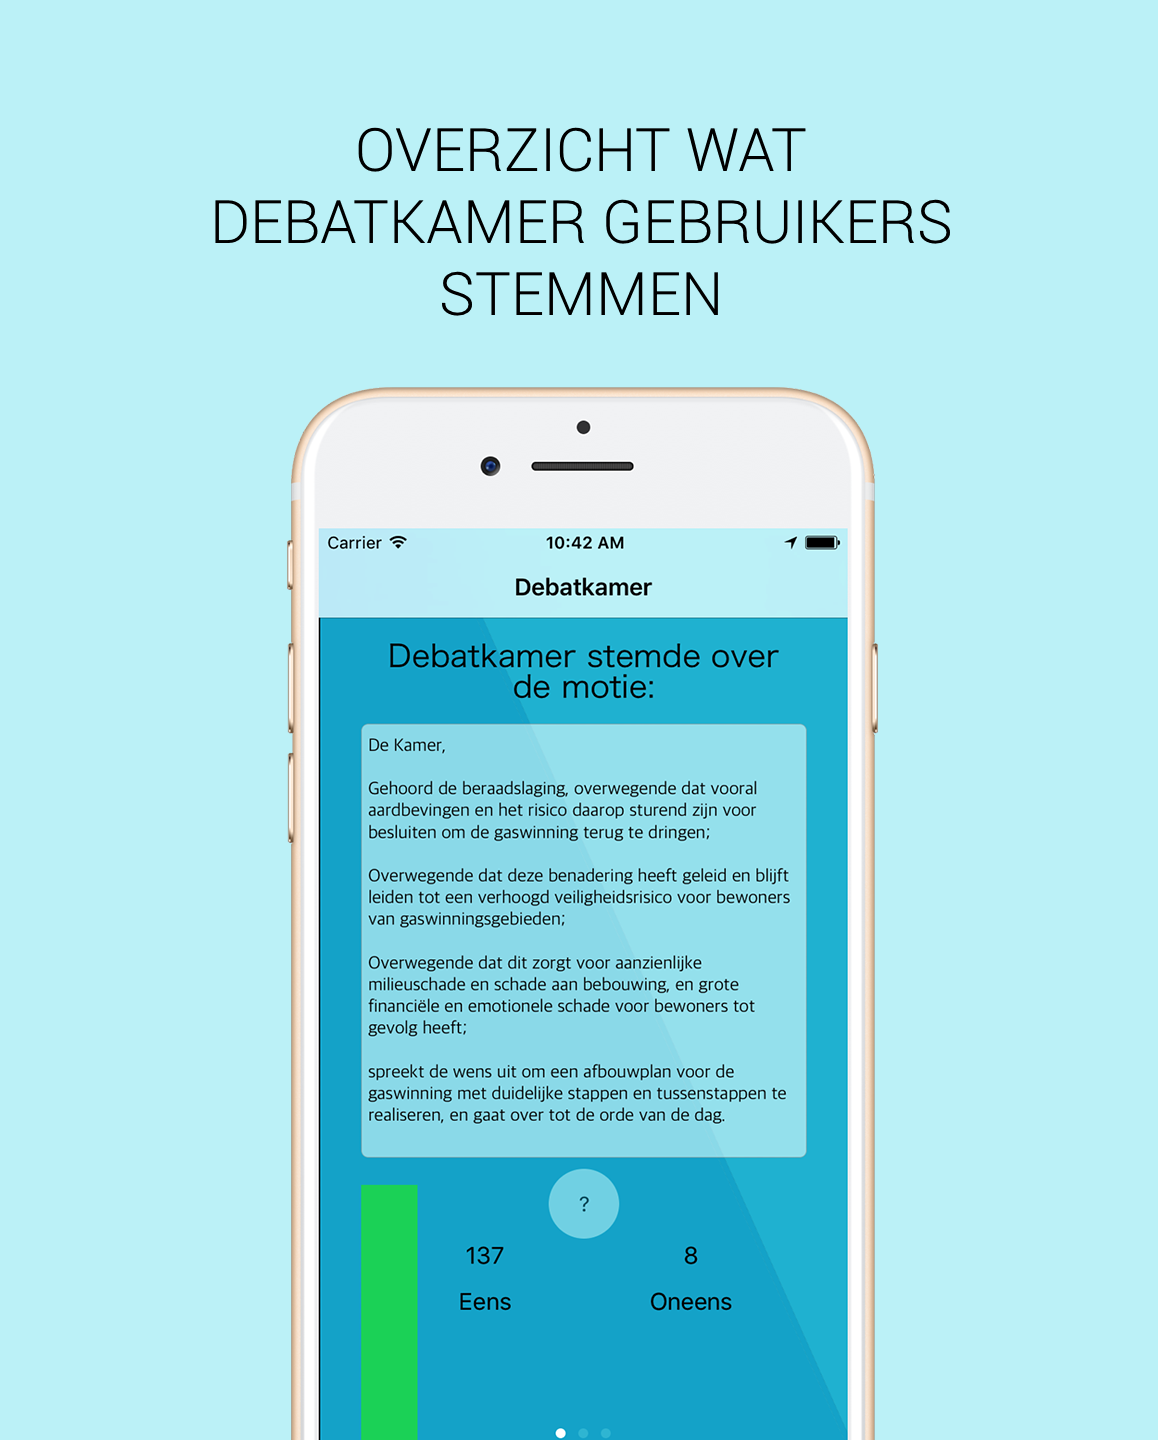 OVERZICHT WAT
DEBATKAMER GEBRUIKERS
STEMMEN
Carrier 10:42 AM
Debatkamer
Debatkamer stemde over
de motie:
De Kamer,
Gehoord de beraadslaging, overwegende dat vooral
aardbevingen en het risico daarop sturend zijn voor
besluiten om de gaswinning terug te dringen;
Overwegende dat deze benadering heeft geleid en blijft
leiden tot een verhoogd veiligheidsrisico voor bewoners
van gaswinningsgebieden;
Overwegende dat dit zorgt voor aanzienlijke
milieuschade en schade aan bebouwing, en grote
financiële en emotionele schade voor bewoners tot
gevolg heeft;
spreekt de wens uit om een afbouwplan voor de
gaswinning met duidelijke stappen en tussenstappen te
realiseren, en gaat over tot de orde van de dag.
?
137 8
Eens Oneens